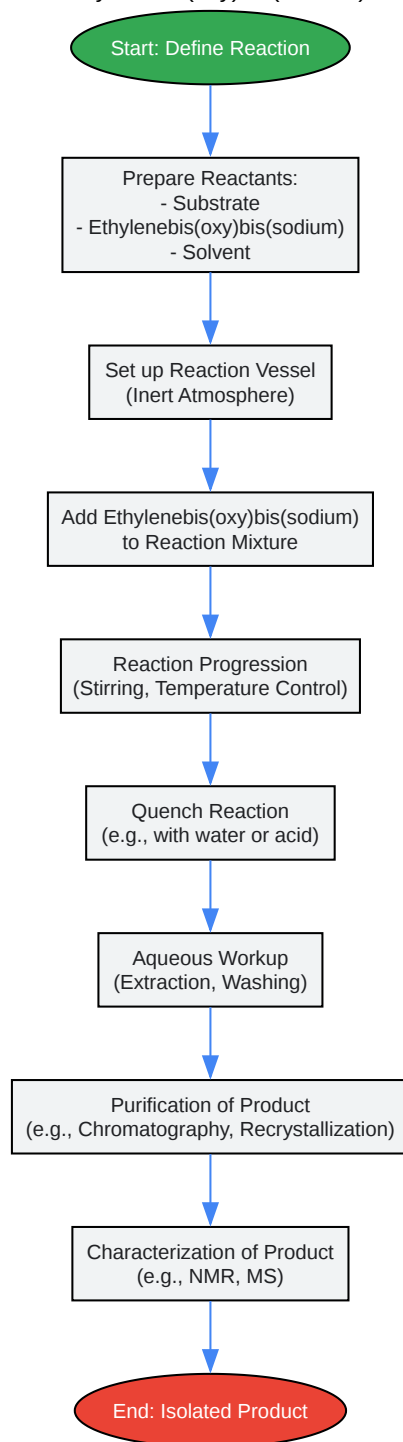 Start: Define Reaction
Prepare Reactants:
- Substrate
- Ethylenebis(oxy)bis(sodium)
- Solvent
Set up Reaction Vessel
(Inert Atmosphere)
Add Ethylenebis(oxy)bis(sodium)
to Reaction Mixture
Reaction Progression
(Stirring, Temperature Control)
Quench Reaction
(e.g., with water or acid)
Aqueous Workup
(Extraction, Washing)
Purification of Product
(e.g., Chromatography, Recrystallization)
Characterization of Product
(e.g., NMR, MS)
End: Isolated Product